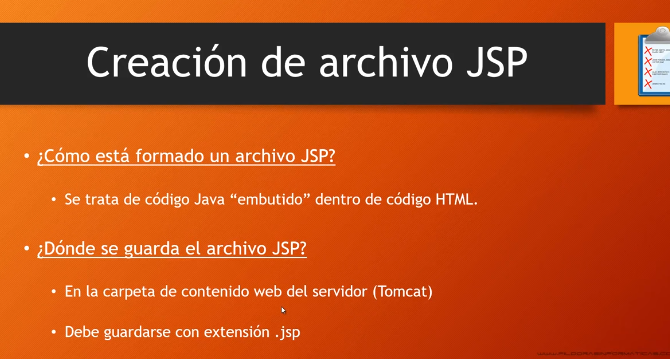 Creación de archivo JSP
• ¿Cómo está formado un archivo JSP?
• Se trata de código Java “embutido” dentro de código HTML.
• ¿Dónde se guarda el archivo JSP?
• En la carpeta de contenido web del servidor (Tomcat)
• Debe guardarse con extensión .jsp